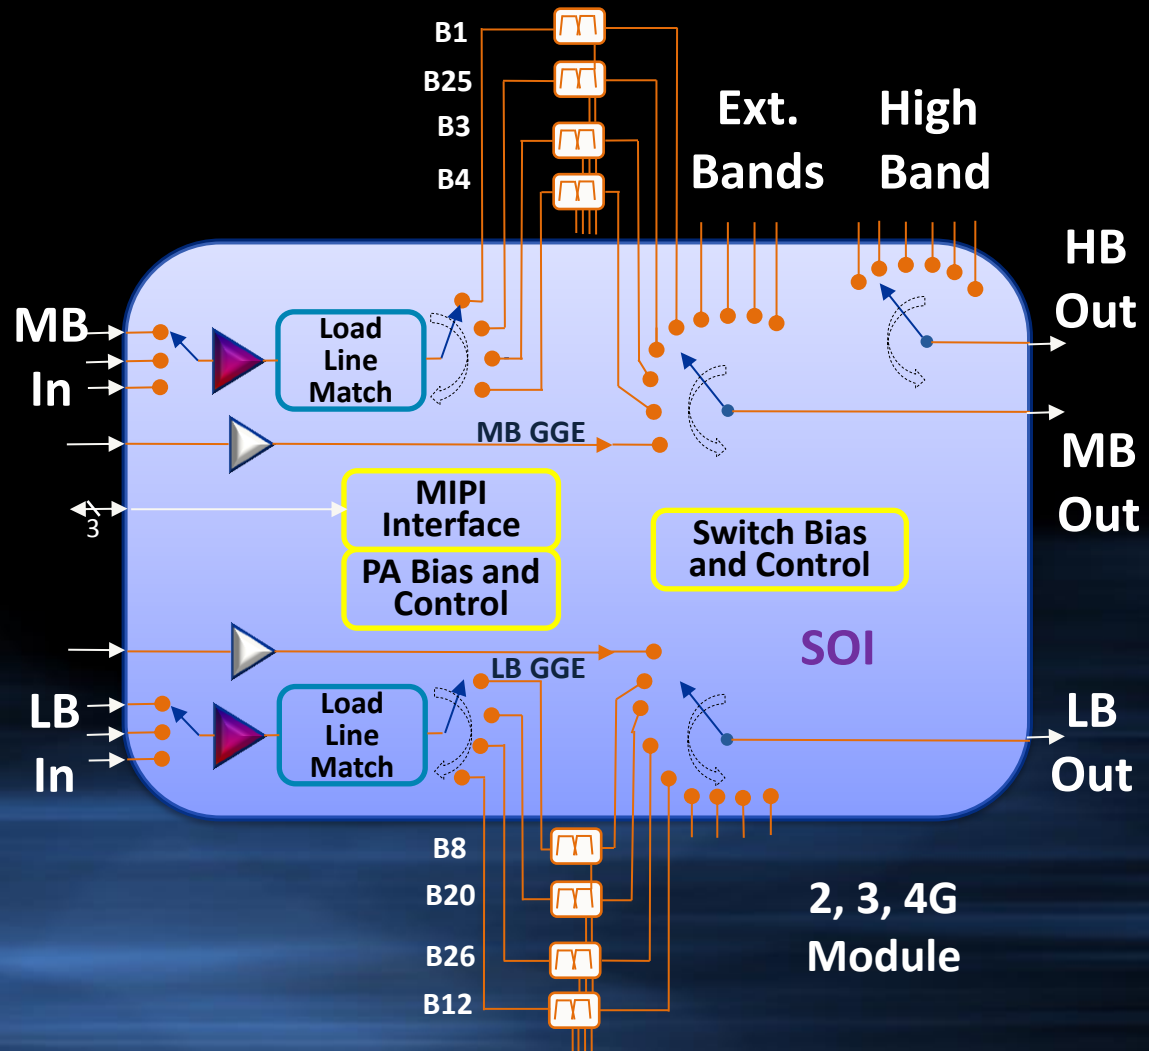 B1
B25
B3
B4
Ext.
Bands
High
Band
HB
Out
MB
In
Load
Line
Match
MB GGE
MB
Out
3
MIPI
Interface
PA Bias and
Control
Switch Bias
and Control
SOI
LB GGE
LB
In
Load
Line
Match
LB
Out
B8
B20
B26
B12
2, 3, 4G
Module